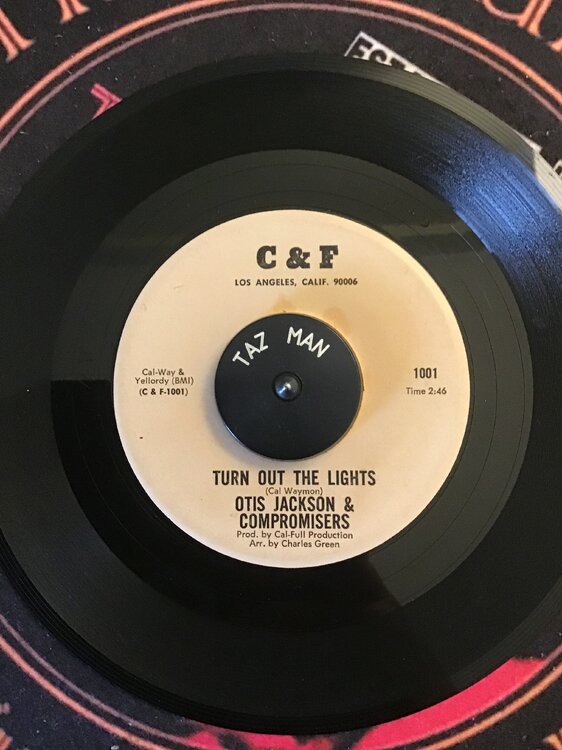 C & F
LOS ANGELES, CALIF. 90006
TAZ MAN
Cal-Way &
Yellordy (BMI)
(C & F-1001)
1001
Time 2:46
TURN OUT THE LIGHTS
(Cal Waymon)
OTIS JACKSON &
COMPROMISERS
Prod. by Cal-Full Production
Arr. by Charles Green